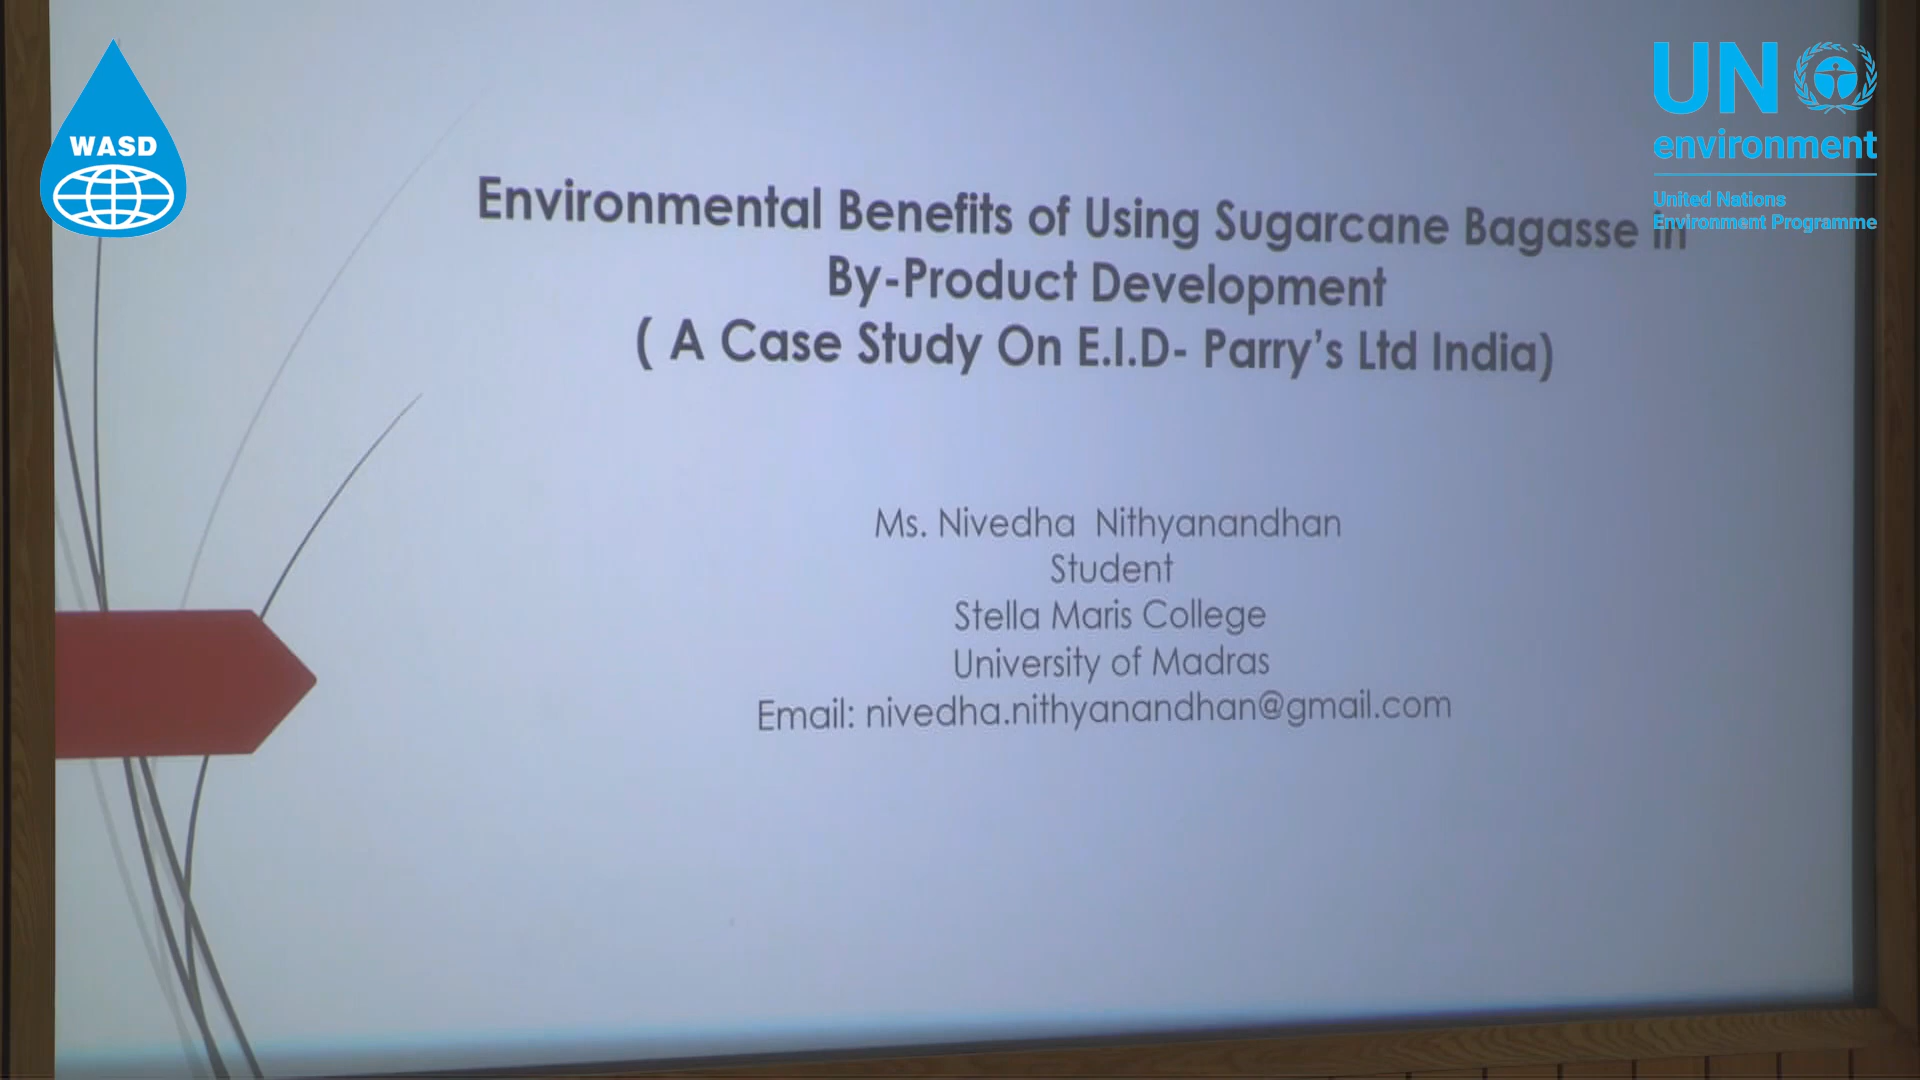 WASD
UN
environment
United Nations
Environment Programme
Environmental Benefits of Using Sugarcane Bagasse in
By-Product Development
( A Case Study On E.I.D- Parry's Ltd India)
Ms. Nivedha Nithyanandhan
Student
Stella Maris College
University of Madras
Email: nivedha.nithyanandhan@gmail.com